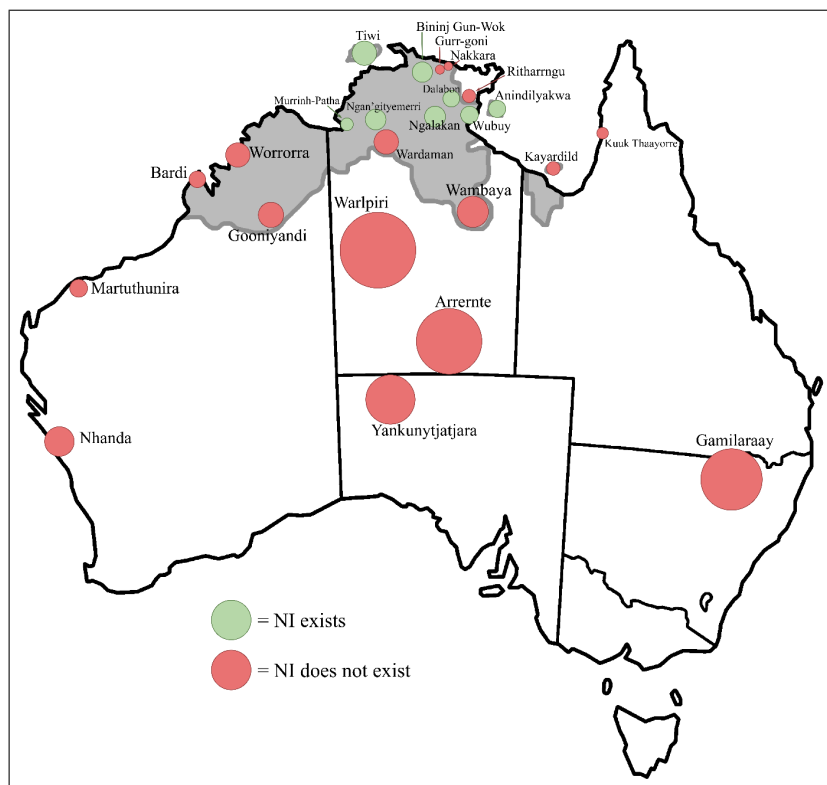 Bininj Gun-Wok
Tiwi
Gurr-goni
Nakkara
Ritharrngu
Dalabon
Anindilyakwa
Murrinh-Patha
Ngan'gityemerri
Ngalakan
Wubuy
Kuuk Thaayorre
Wardaman
Worrorra
Bardi
Kayardild
Wambaya
Warlpiri
Gooniyandi
Martuthunira
Arrernte
Yankunytjatjara
Nhanda
Gamilaraay
= NI exists
= NI does not exist